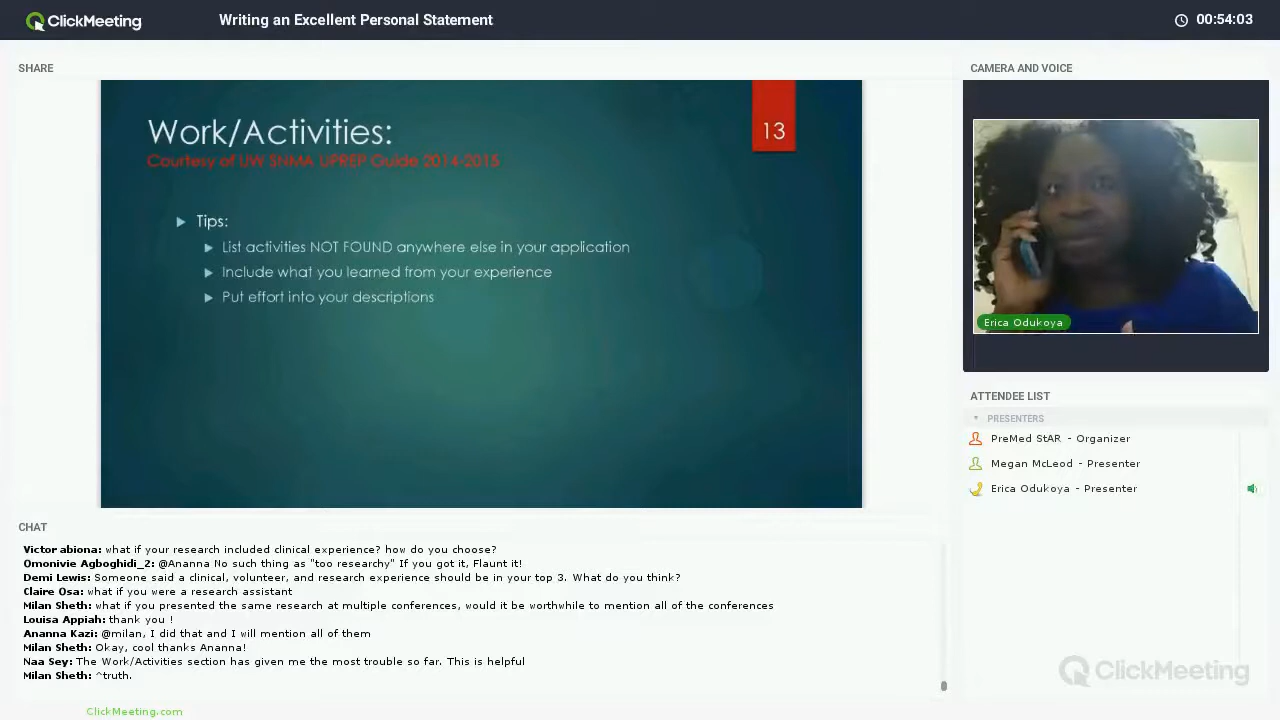 ClickMeeting
Writing an Excellent Personal Statement
00:54:03
SHARE
Work/Activities:
13
Courtesy of UW SNMA UPREP Guide 2014-2015
Tips:
List activities NOT FOUND anywhere else in your application
Include what you learned from your experience
Put effort into your descriptions
CAMERA AND VOICE
Erica Odukoya
ATTENDEE LIST
PRESENTERS
PreMed StAR - Organizer
Megan McLeod - Presenter
Erica Odukoya - Presenter
CHAT
Victor abiona: what if your research included clinical experience? how do you choose?
Omonivie Agboghidi_2: @Ananna No such thing as "too researchy" If you got it, Flaunt it!
Demi Lewis: Someone said a clinical, volunteer, and research experience should be in your top 3. What do you think?
Claire Osa: what if you were a research assistant
Milan Sheth: what if you presented the same research at multiple conferences, would it be worthwhile to mention all of the conferences
Louisa Appiah: thank you !
Ananna Kazi: @milan, I did that and I will mention all of them
Milan Sheth: Okay, cool thanks Ananna!
Naa Sey: The Work/Activities section has given me the most trouble so far. This is helpful
Milan Sheth: ^truth.
ClickMeeting
ClickMeeting.com